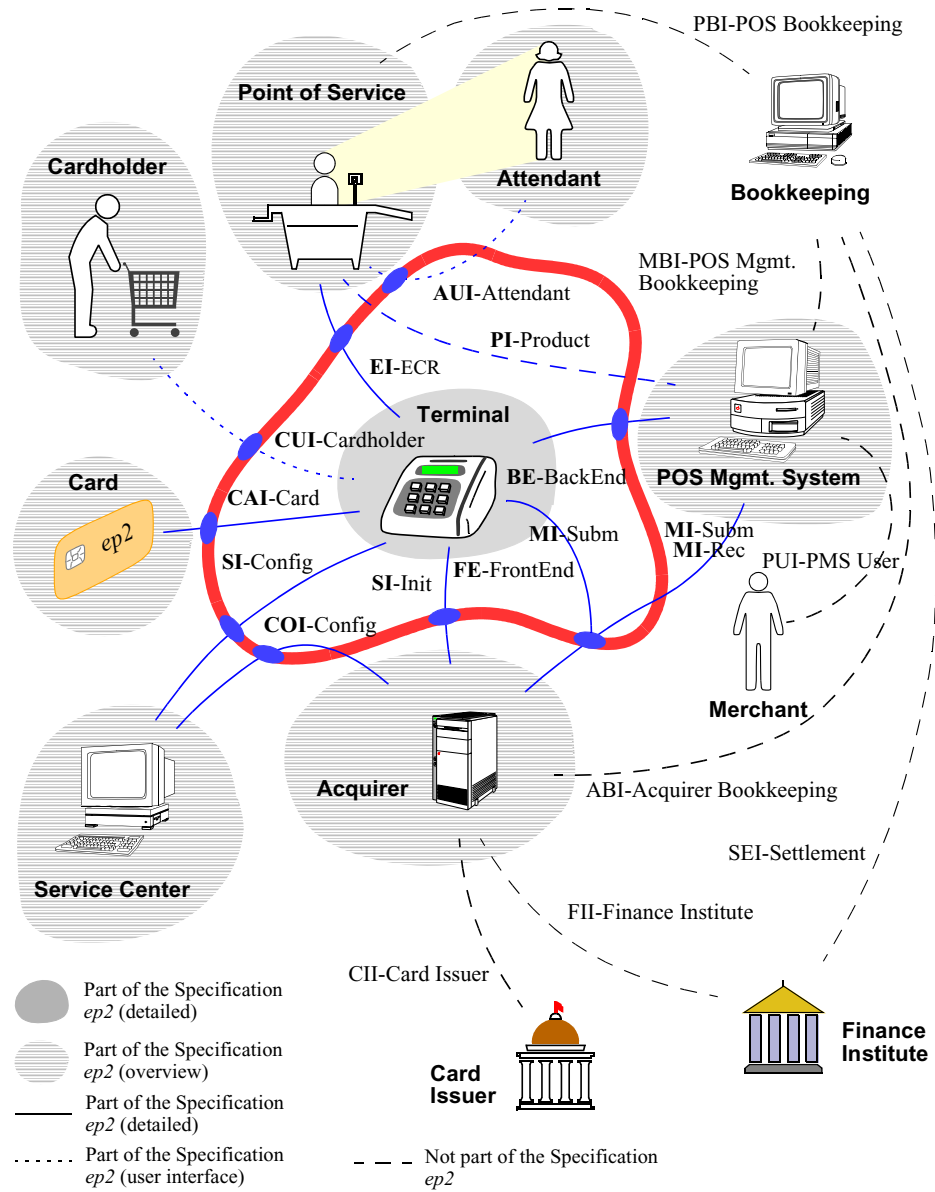 PBI-POS Bookkeeping
Point of Service
Attendant
Bookkeeping
Cardholder
MBI-POS Mgmt.
Bookkeeping
AUI-Attendant
PI-Product
EI-ECR
Terminal
CUI-Cardholder
BE-BackEnd
POS Mgmt. System
Card
ep2
CAI-Card
SI-Config
SI-Init
FE-FrontEnd
MI-Subm
MI-Subm
MI-Rec
PUI-PMS User
COI-Config
Merchant
Acquirer
ABI-Acquirer Bookkeeping
Service Center
SEI-Settlement
FII-Finance Institute
CII-Card Issuer
Card
Issuer
Finance
Institute
Part of the Specification
ep2 (detailed)
Part of the Specification
ep2 (overview)
Part of the Specification
ep2 (detailed)
Part of the Specification
ep2 (user interface)
Not part of the Specification
ep2